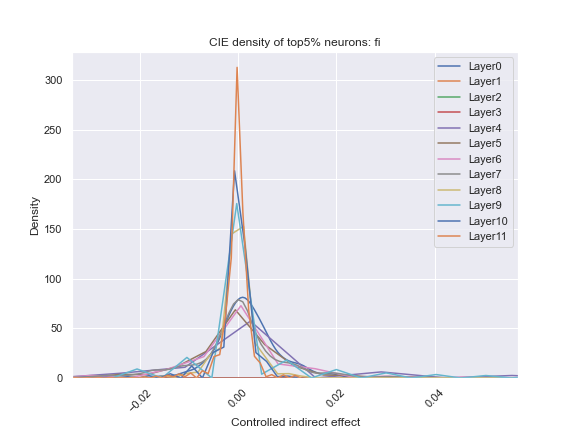 CIE density of top5% neurons: fi
300
250
200
150
100
50
0
Density
-0.02
0.00
0.02
0.04
Controlled indirect effect
Layer0
Layer1
Layer2
Layer3
Layer4
Layer5
Layer6
Layer7
Layer8
Layer9
Layer10
Layer11